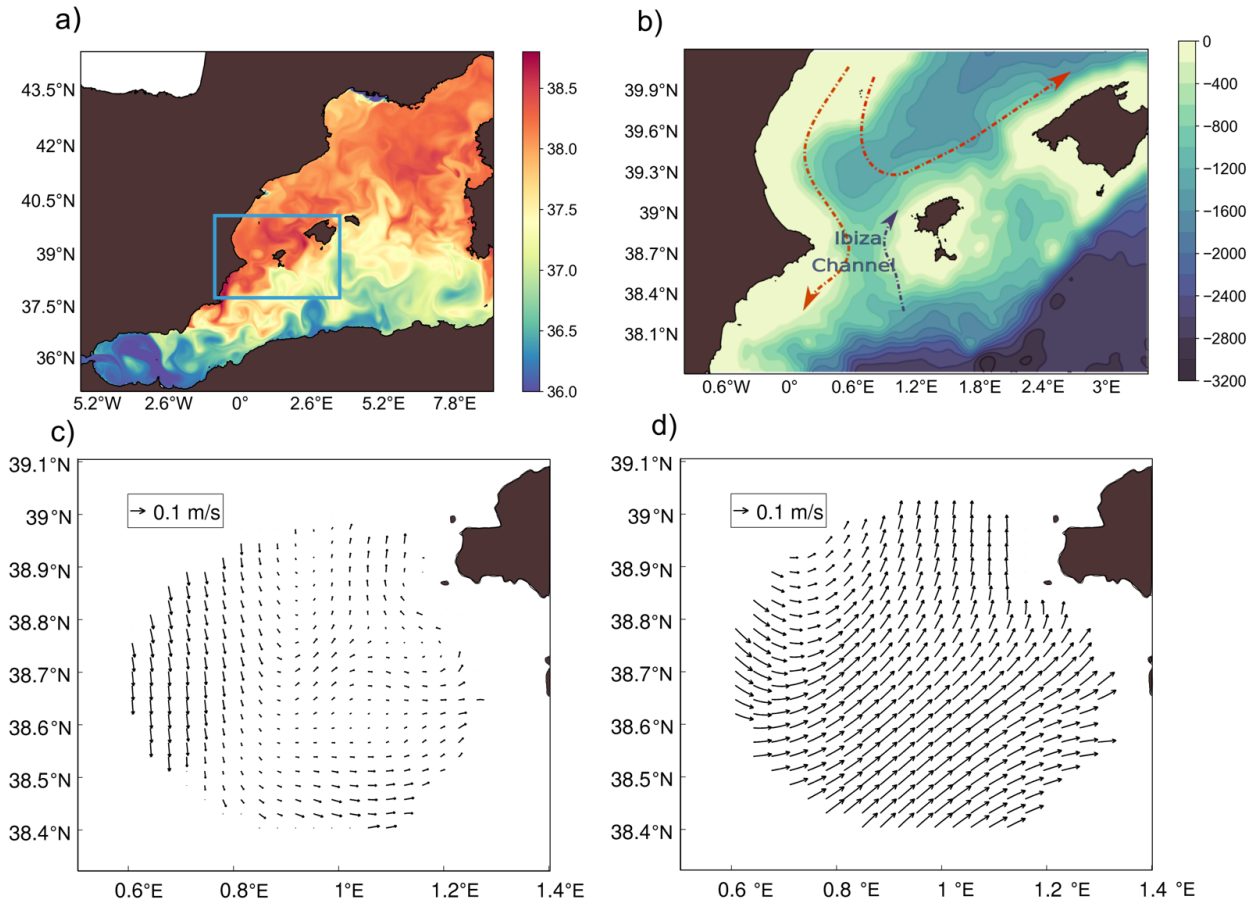 a)
43.5°N
42°N
40.5°N
39°N
37.5°N
36°N
5.2°W 2.6°W 0° 2.6°E 5.2°E 7.8°E
38.5
38.0
37.5
37.0
36.5
36.0
b)
39.9°N
39.6°N
39.3°N
39°N
38.7°N
38.4°N
38.1°N
Ibiza
Channel
0.6°W 0° 0.6°E 1.2°E 1.8°E 2.4°E 3°E
0
−400
−800
−1200
−1600
−2000
−2400
−2800
−3200
c)
39.1°N
39°N
38.9°N
38.8°N
38.7°N
38.6°N
38.5°N
38.4°N
0.1 m/s
0.6 °E 0.8 °E 1 °E 1.2 °E 1.4 °E
d)
39.1°N
39°N
38.9°N
38.8°N
38.7°N
38.6°N
38.5°N
38.4°N
0.1 m/s
0.6 °E 0.8 °E 1 °E 1.2 °E 1.4 °E